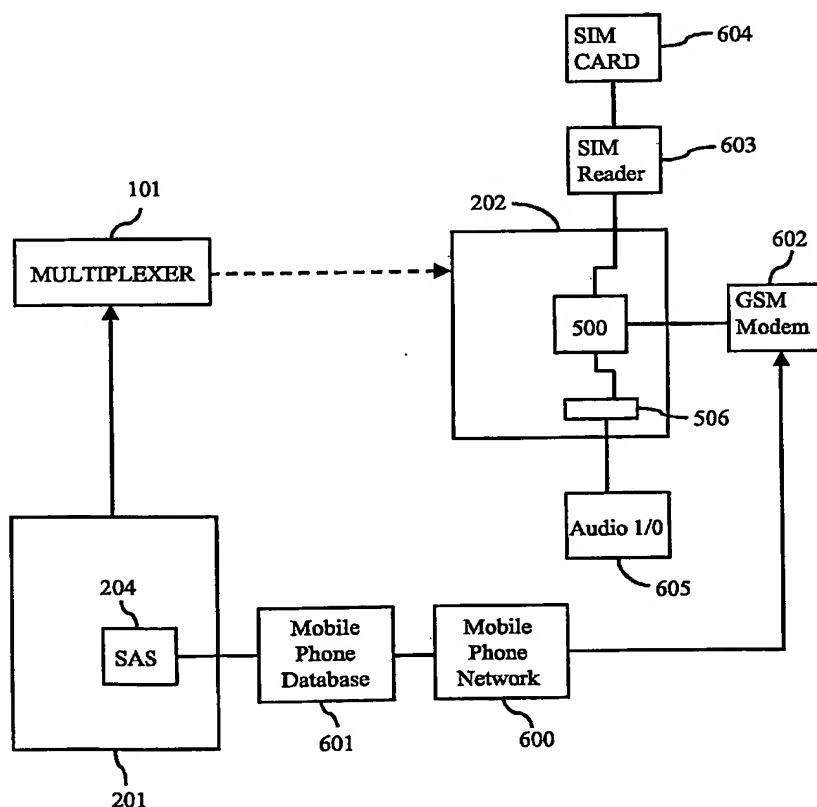 SIM
CARD
604
SIM
Reader
603
101
202
MULTIPLEXER
602
GSM
Modem
500
506
Audio 1/0
605
204
SAS
Mobile
Phone
Database
Mobile
Phone
Network
601
600
201